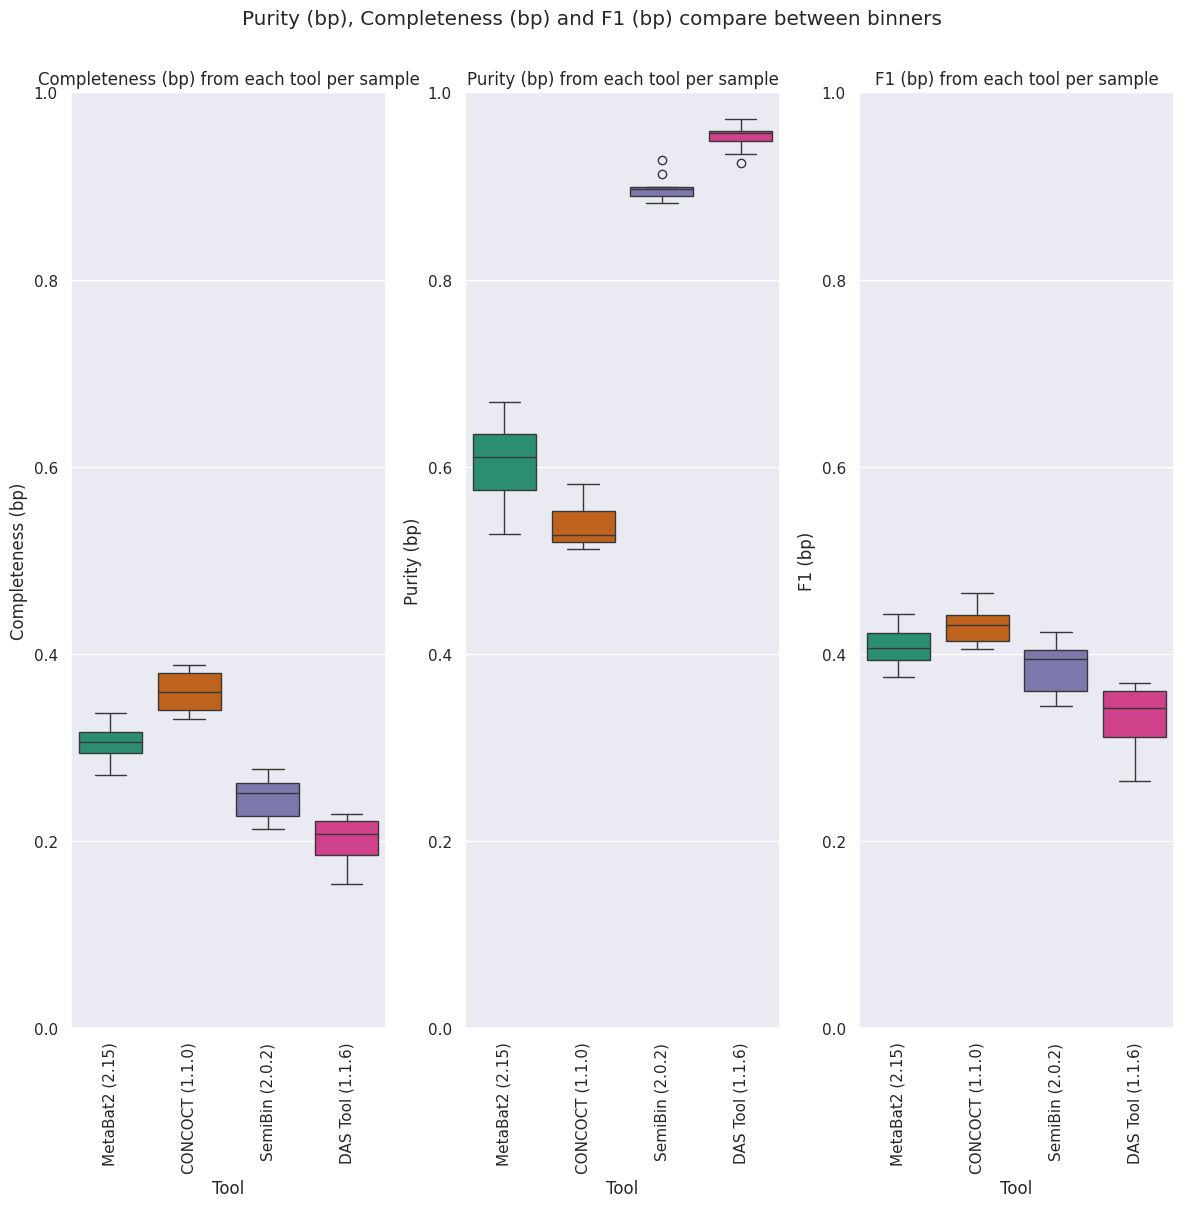 Purity (bp), Completeness (bp) and F1 (bp) compare between binners
Completeness (bp) from each tool per sample
1.0
0.8
0.6
0.4
0.2
0.0
Completeness (bp)
MetaBat2 (2.15)
CONCOCT (1.1.0)
SemiBin (2.0.2)
DAS Tool (1.1.6)
Tool
Purity (bp) from each tool per sample
1.0
0.8
0.6
0.4
0.2
0.0
Purity (bp)
MetaBat2 (2.15)
CONCOCT (1.1.0)
SemiBin (2.0.2)
DAS Tool (1.1.6)
Tool
F1 (bp) from each tool per sample
1.0
0.8
0.6
0.4
0.2
0.0
F1 (bp)
MetaBat2 (2.15)
CONCOCT (1.1.0)
SemiBin (2.0.2)
DAS Tool (1.1.6)
Tool